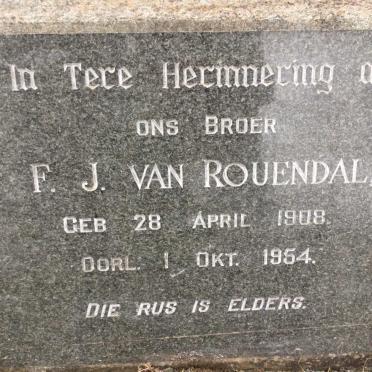 In Tere Herinnering a
ONS BROER
F. J. VAN ROUENDAL,
GEB 28 APRIL 1908.
OORL. 1 OKT. 1954.
DIE RUS IS ELDERS.